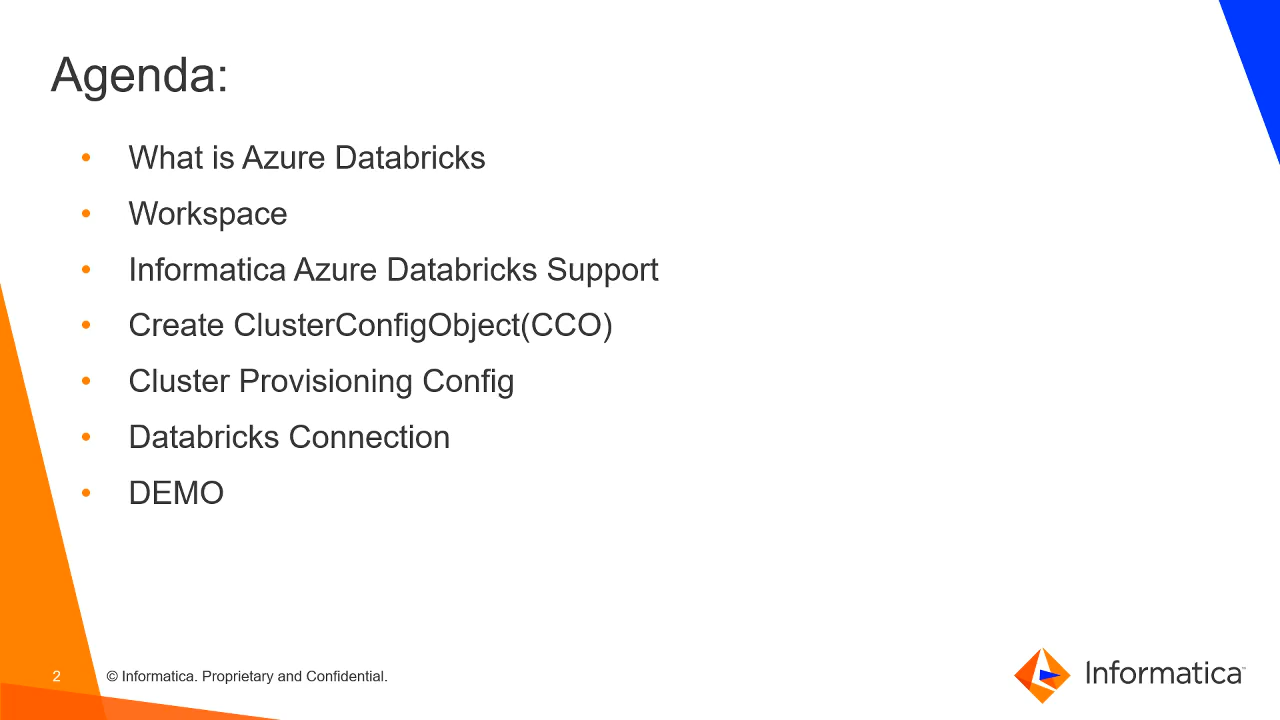 Agenda:
• What is Azure Databricks
• Workspace
• Informatica Azure Databricks Support
• Create ClusterConfigObject(CCO)
• Cluster Provisioning Config
• Databricks Connection
• DEMO
2
© Informatica. Proprietary and Confidential.
Informatica™